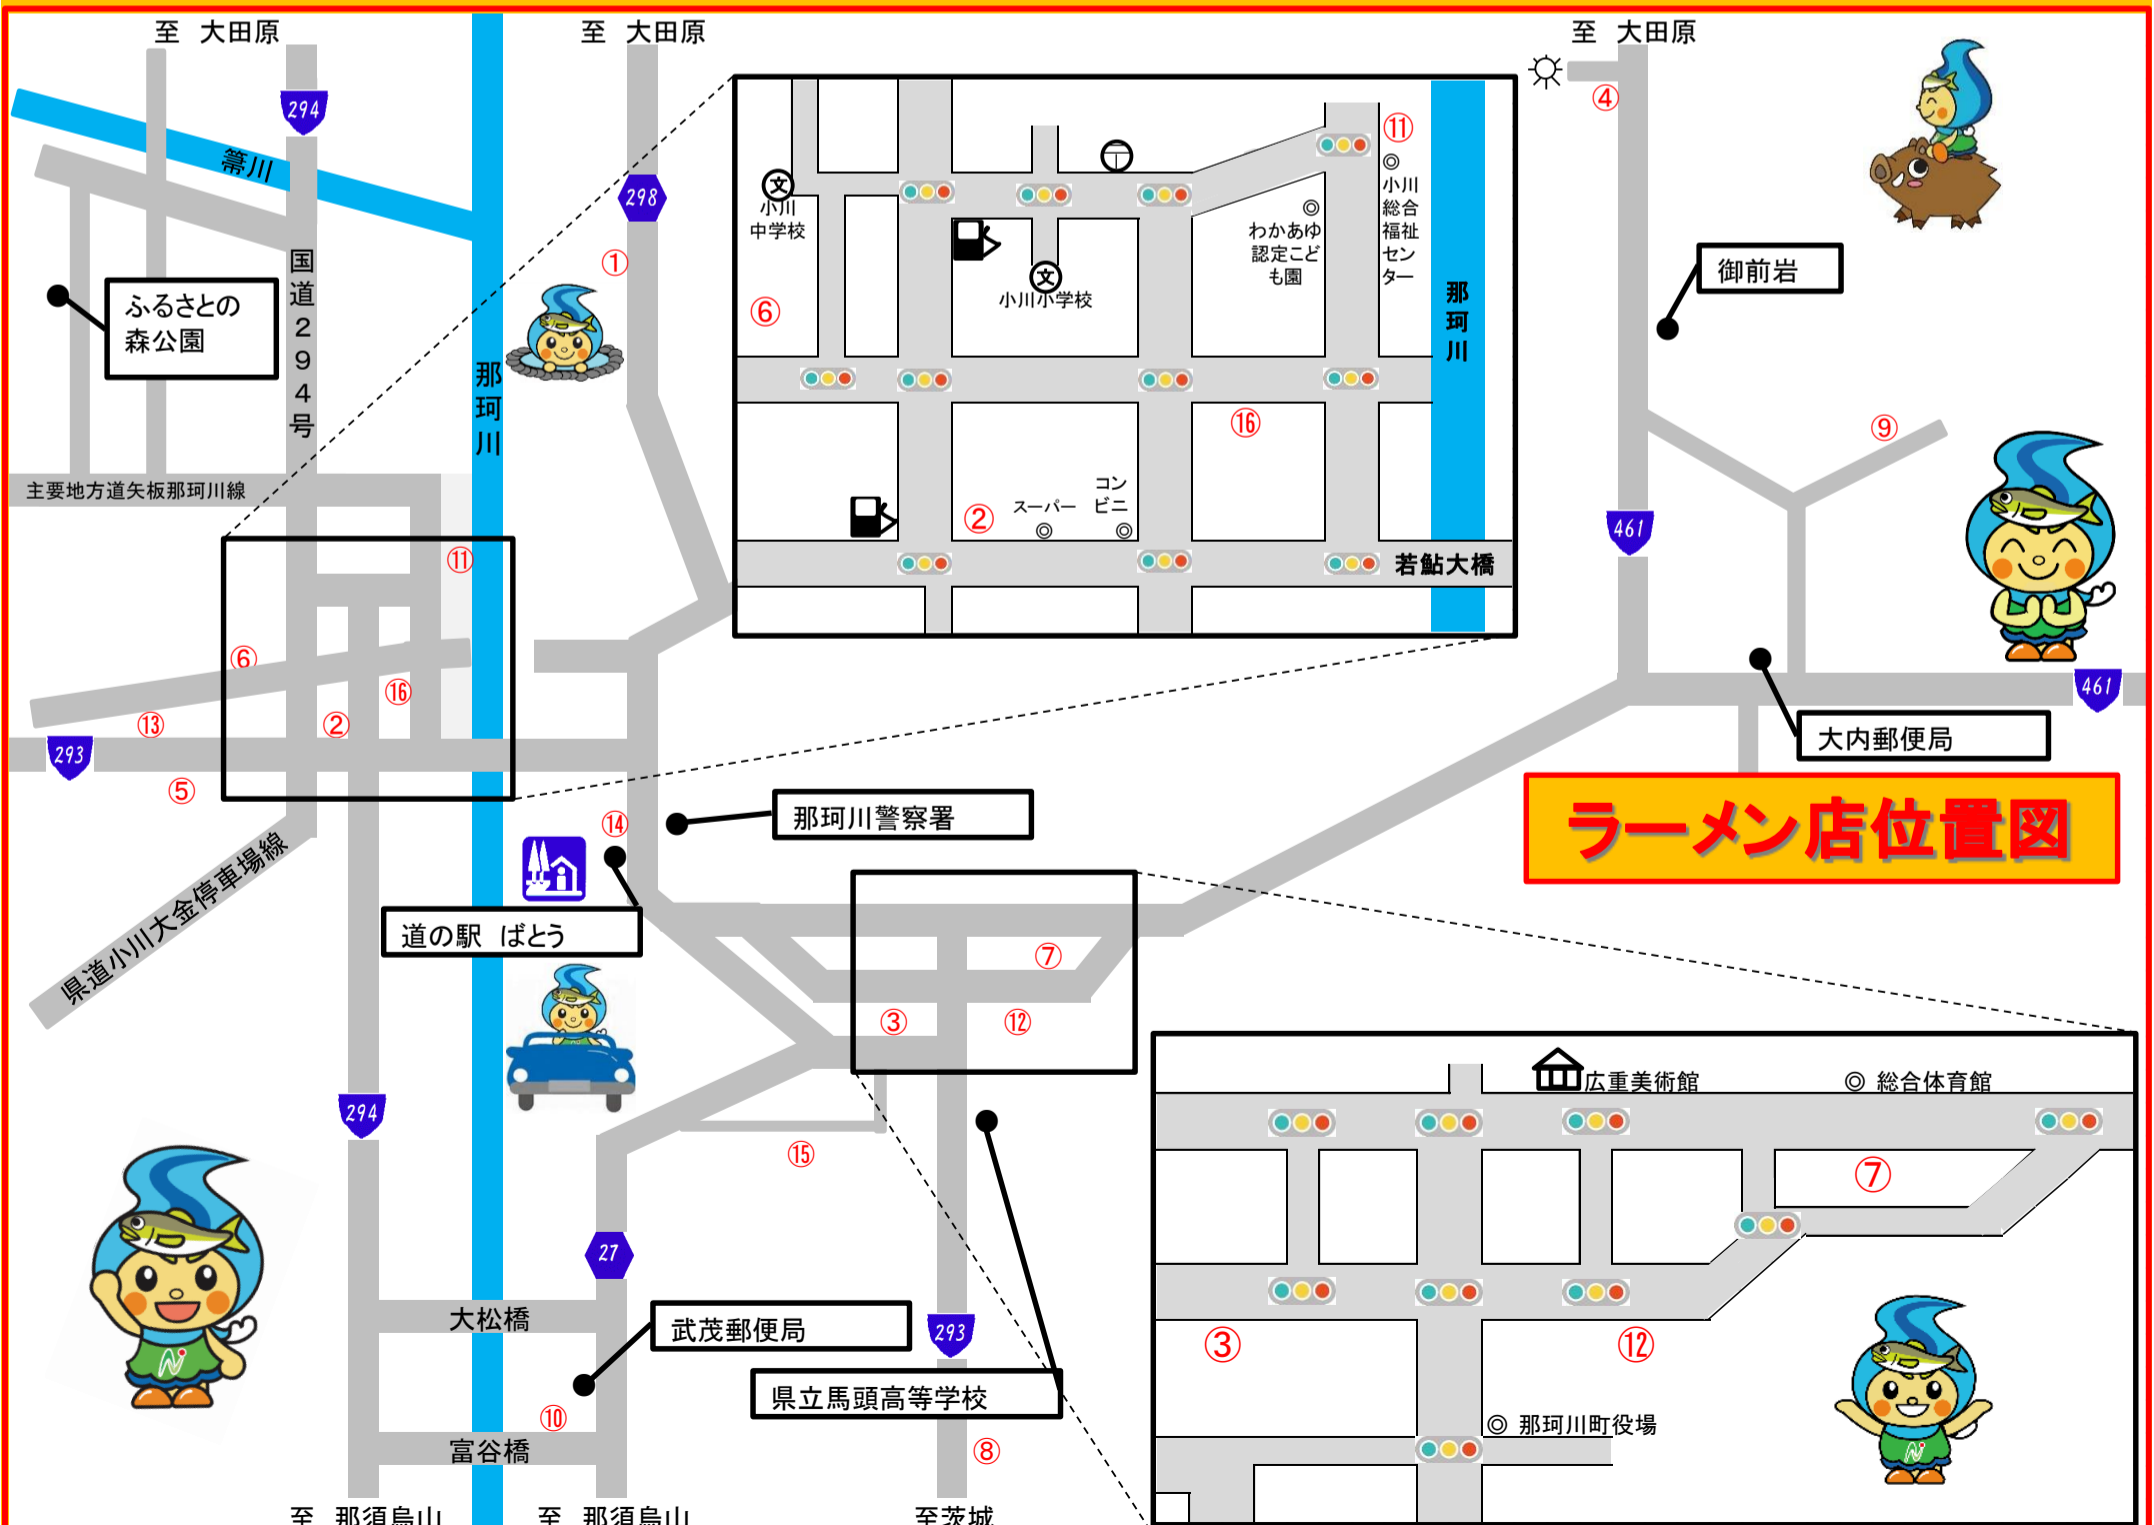 至 大田原
至 大田原
至 大田原
294
箒川
298
①
④
国道294号
ふるさとの
森公園
那珂川
主要地方道矢板那珂川線
⑪
⑥
⑯
⑬
②
293
⑤
県道小川大金停車場線
文
小川
中学校
⑥
文
小川小学校
わかあゆ
認定こど
も園
⑪
小川
総合
福祉
セン
ター
那珂川
⑯
②
スーパー
コン
ビニ
若鮎大橋
御前岩
⑨
461
461
大内郵便局
ラーメン店位置図
⑭
那珂川警察署
道の駅 ばとう
⑦
③
⑫
⑮
294
27
大松橋
武茂郵便局
293
県立馬頭高等学校
⑩
富谷橋
⑧
広重美術館
総合体育館
⑦
③
⑫
那珂川町役場
至 那須烏山
至 那須烏山
至茨城